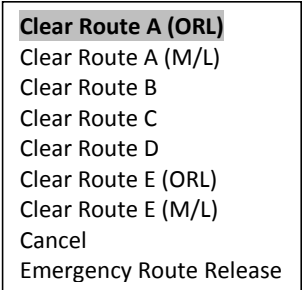 Clear Route A (ORL)
Clear Route A (M/L)
Clear Route B
Clear Route C
Clear Route D
Clear Route E (ORL)
Clear Route E (M/L)
Cancel
Emergency Route Release